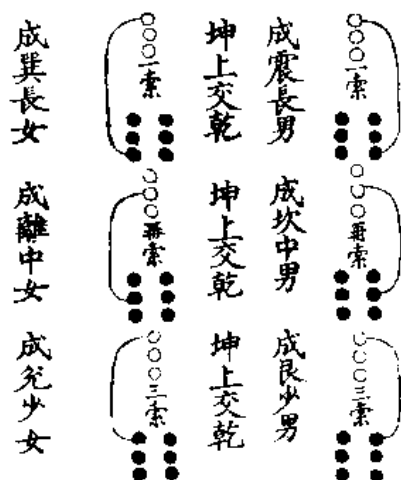 一索
成震長男
坤上交乾
一索
成巽長女
再索
成坎中男
坤上交乾
再索
成離中女
三索
成艮少男
坤上交乾
三索
成兊少女